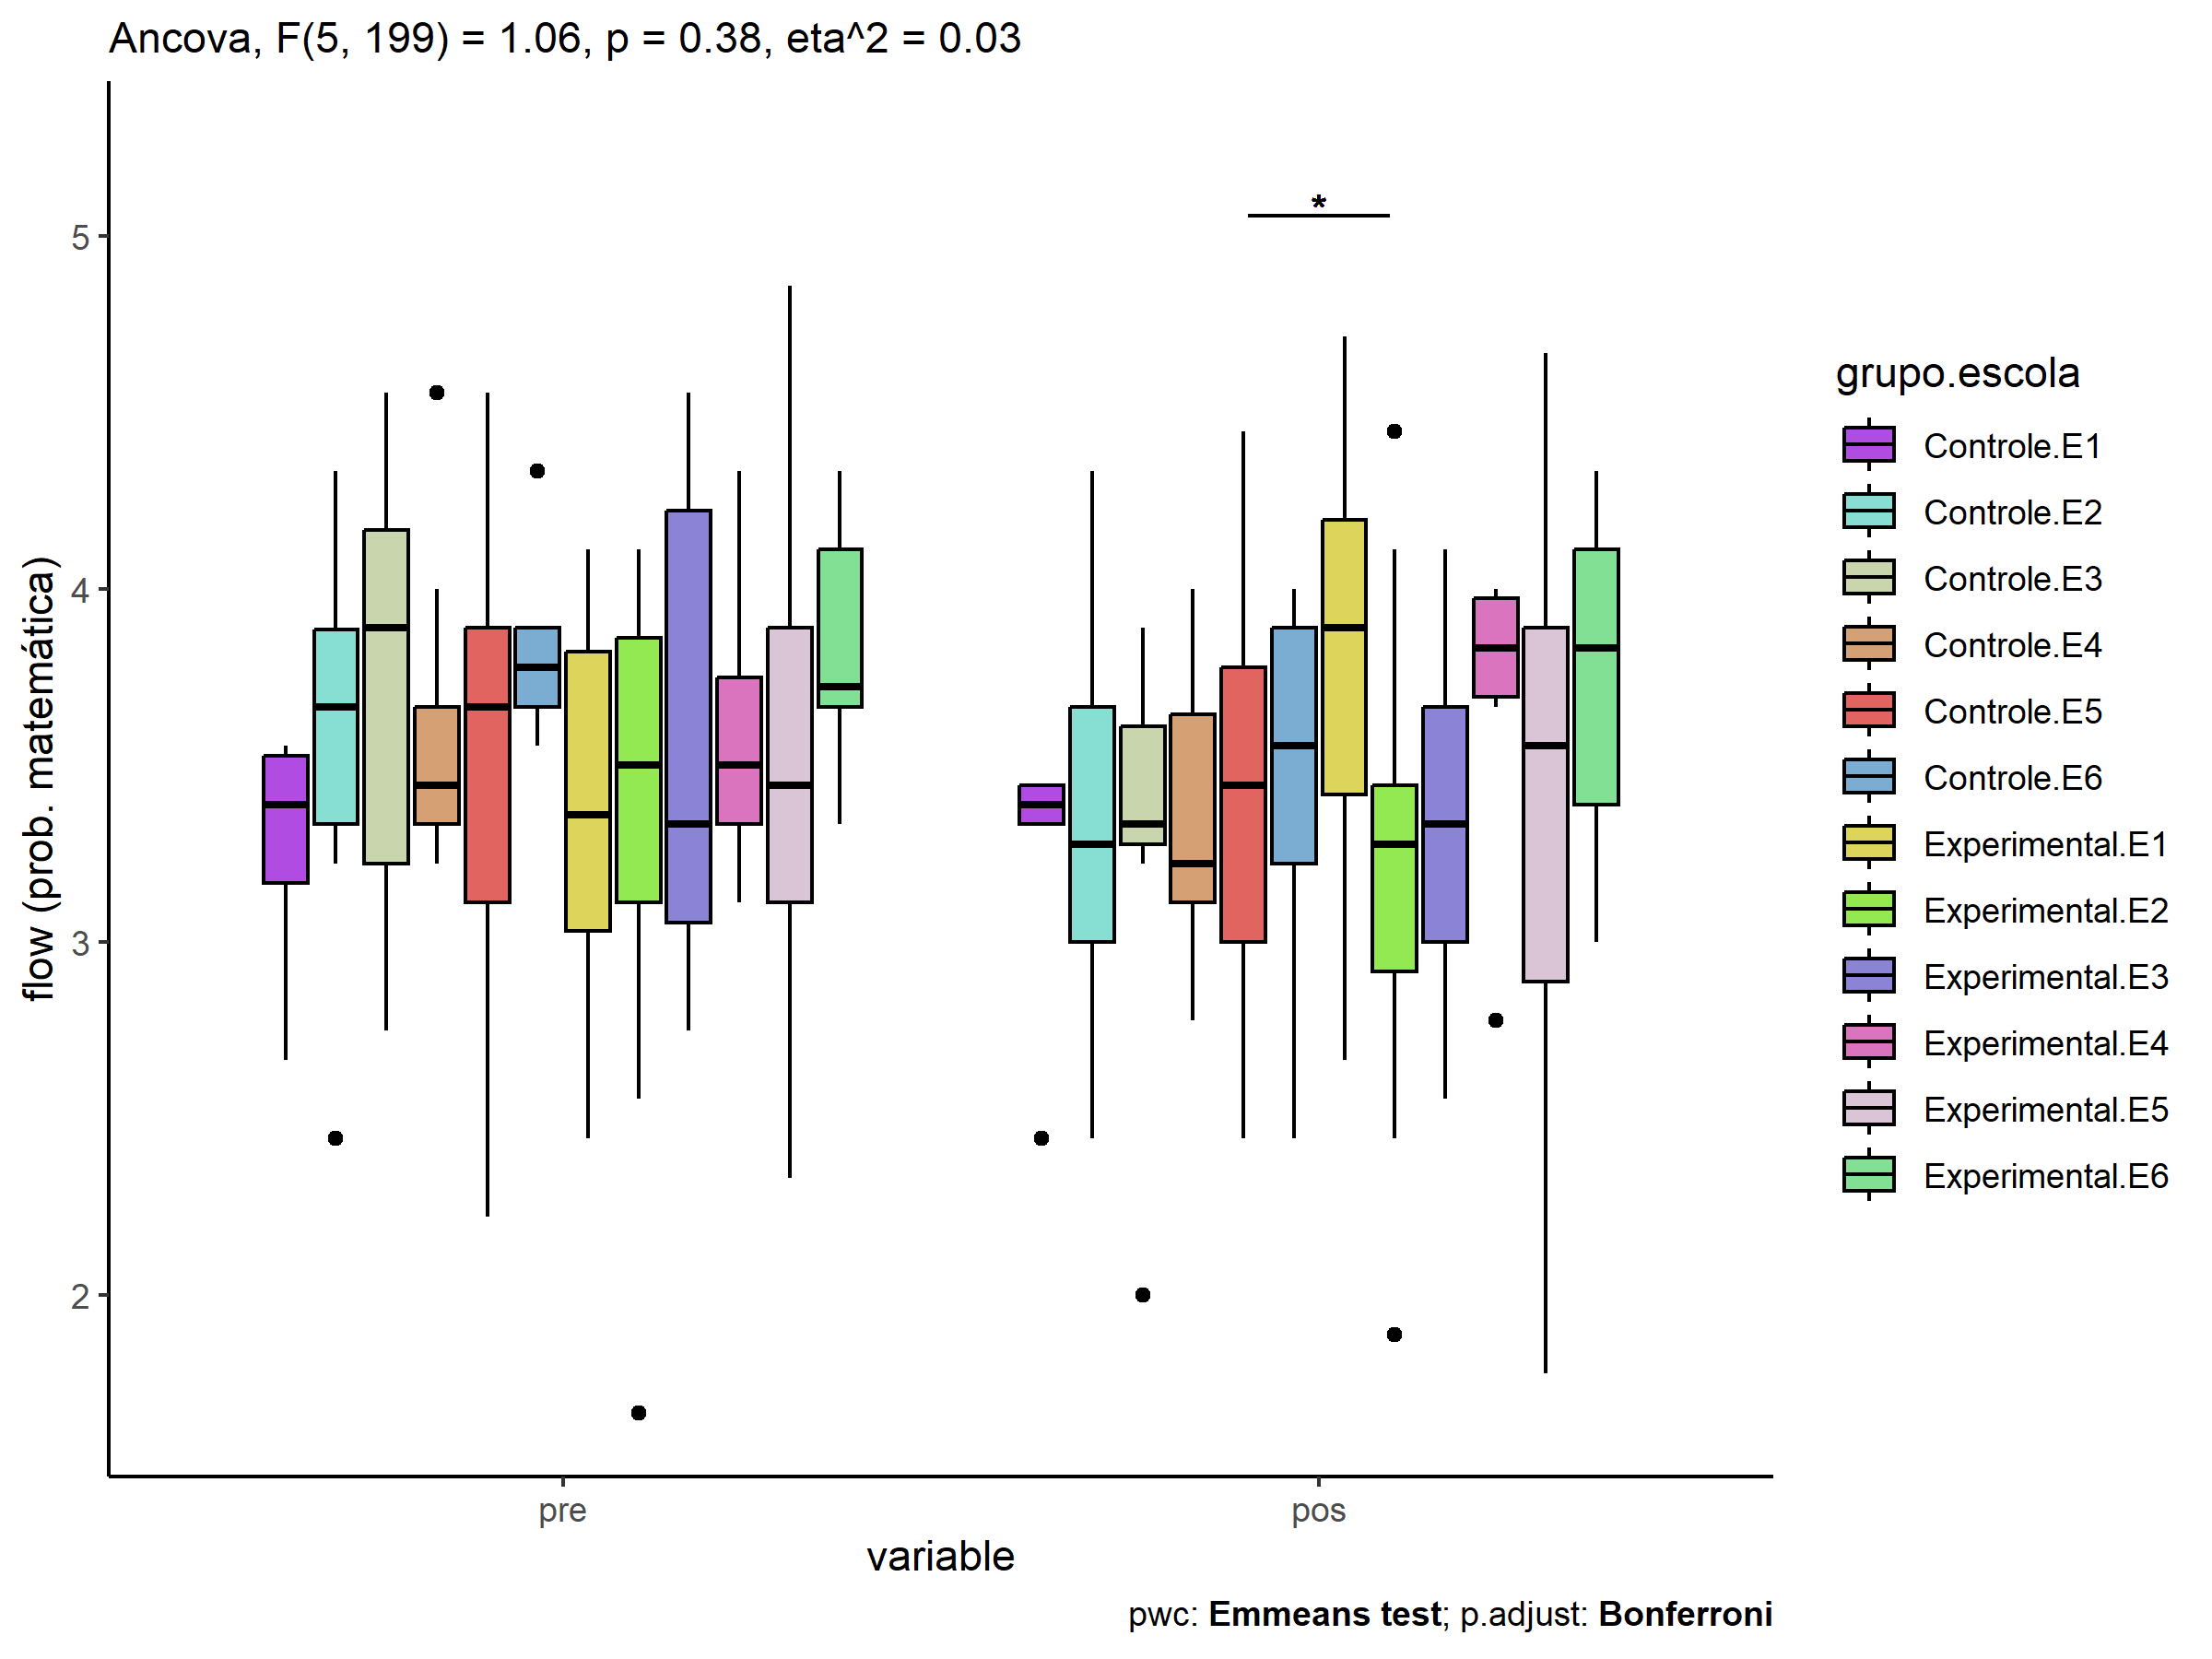 Ancova, F(5, 199) = 1.06, p = 0.38, eta^2 = 0.03
flow (prob. matemática)
5
4
3
2
*
pre
pos
variable
pwc: Emmeans test; p.adjust: Bonferroni
grupo.escola
Controle.E1
Controle.E2
Controle.E3
Controle.E4
Controle.E5
Controle.E6
Experimental.E1
Experimental.E2
Experimental.E3
Experimental.E4
Experimental.E5
Experimental.E6